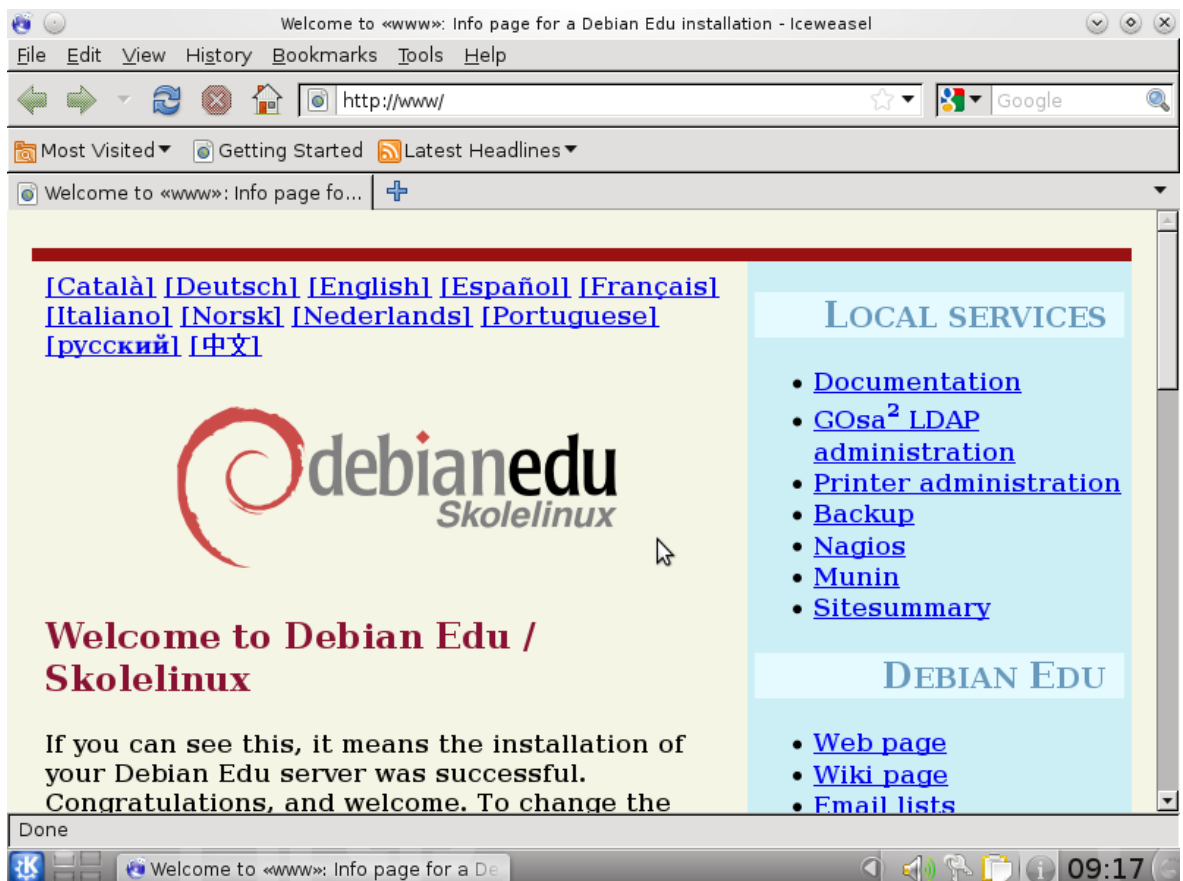 Welcome to «www»: Info page for a Debian Edu installation - Iceweasel
File Edit View History Bookmarks Tools Help
http://www/
Google
Most Visited Getting Started Latest Headlines
Welcome to «www»: Info page fo...
[Català] [Deutsch] [English] [Español] [Français]
[Italiano] [Norsk] [Nederlands] [Portuguese]
[русский] [中文]
debianedu
Skolelinux
Welcome to Debian Edu /
Skolelinux
If you can see this, it means the installation of
your Debian Edu server was successful.
Congratulations, and welcome. To change the
LOCAL SERVICES
Documentation
GOsa² LDAP
administration
Printer administration
Backup
Nagios
Munin
Sitesummary
DEBIAN EDU
Web page
Wiki page
Email lists
Done
Welcome to «www»: Info page for a De
09:17